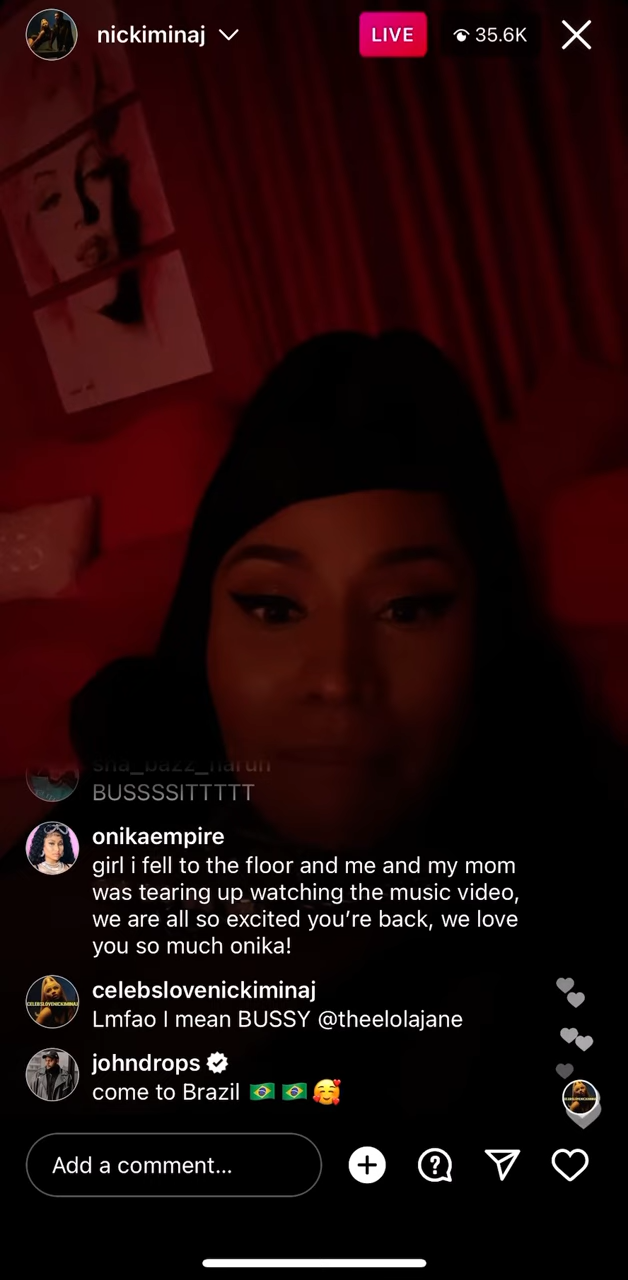 nickiminaj
LIVE
35.6K
sha_bazz_harun
BUSSSSITTTTT
onikaempire
girl i fell to the floor and me and my mom
was tearing up watching the music video,
we are all so excited you’re back, we love
you so much onika!
celebslovenickiminaj
Lmfao I mean BUSSY @theelolajane
johndrops
come to Brazil 🇧🇷 🇧🇷 🥰
Add a comment...